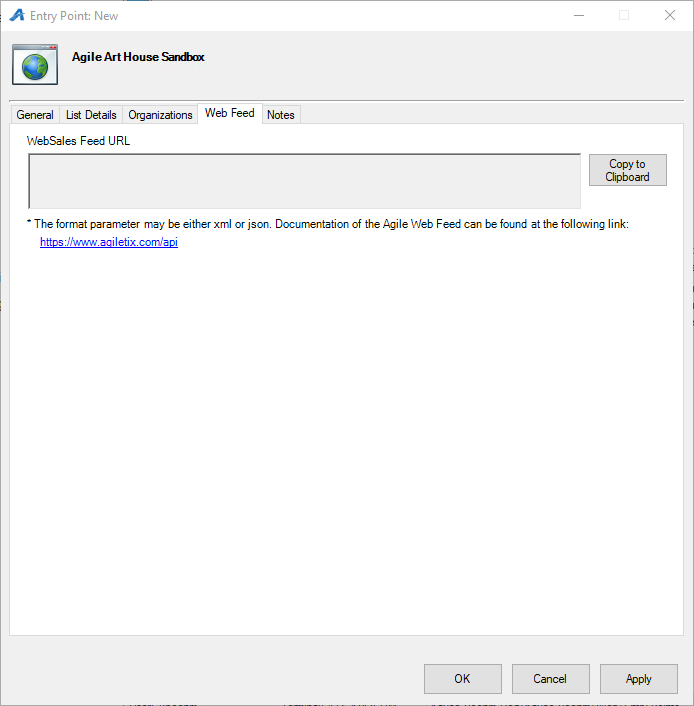 Entry Point: New
Agile Art House Sandbox
General
List Details
Organizations
Web Feed
Notes
WebSales Feed URL
Copy to
Clipboard
* The format parameter may be either xml or json. Documentation of the Agile Web Feed can be found at the following link:
https://www.agiletix.com/api
OK
Cancel
Apply